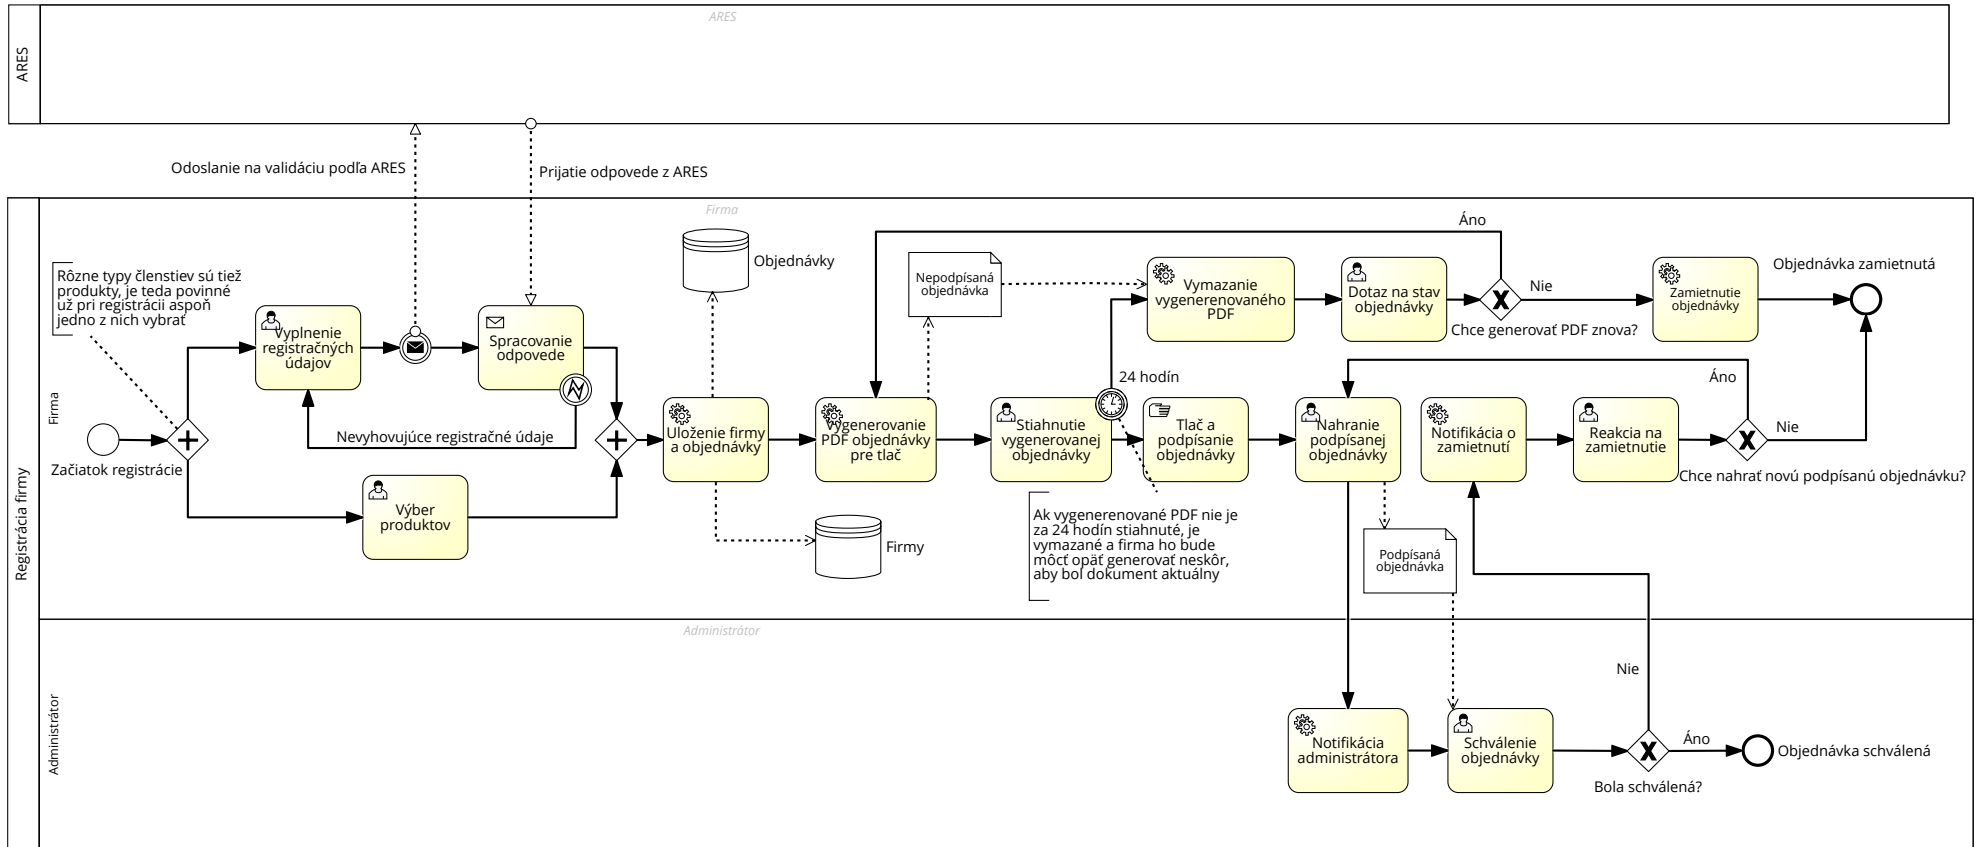 ARES
ARES
Odoslanie na validáciu podľa ARES
Prijatie odpovede z ARES
Registrácia firmy
Firma
Firma
Rôzne typy členstiev sú tiež
produkty, je teda povinné
už pri registrácii aspoň
jedno z nich vybrať
Začiatok registrácie
Vyplnenie
registračných
údajov
Spracovanie
odpovede
Nevyhovujúce registračné údaje
Výber
produktov
Objednávky
Uloženie firmy
a objednávky
Firmy
Vygenerovanie
PDF objednávky
pre tlač
Nepodpísaná
objednávka
Stiahnutie
vygenerovanej
objednávky
24 hodín
Ak vygenerenované PDF nie je
za 24 hodín stiahnuté, je
vymazané a firma ho bude
môcť opäť generovať neskôr,
aby bol dokument aktuálny
Vymazanie
vygenerenovaného
PDF
Dotaz na stav
objednávky
Áno
Nie
Chce generovať PDF znova?
Zamietnutie
objednávky
Objednávka zamietnutá
Tlač a
podpísanie
objednávky
Nahranie
podpísanej
objednávky
Podpísaná
objednávka
Notifikácia o
zamietnutí
Reakcia na
zamietnutie
Áno
Nie
Chce nahrať novú podpísanú objednávku?
Administrátor
Administrátor
Notifikácia
administrátora
Schválenie
objednávky
Nie
Áno
Bola schválená?
Objednávka schválená